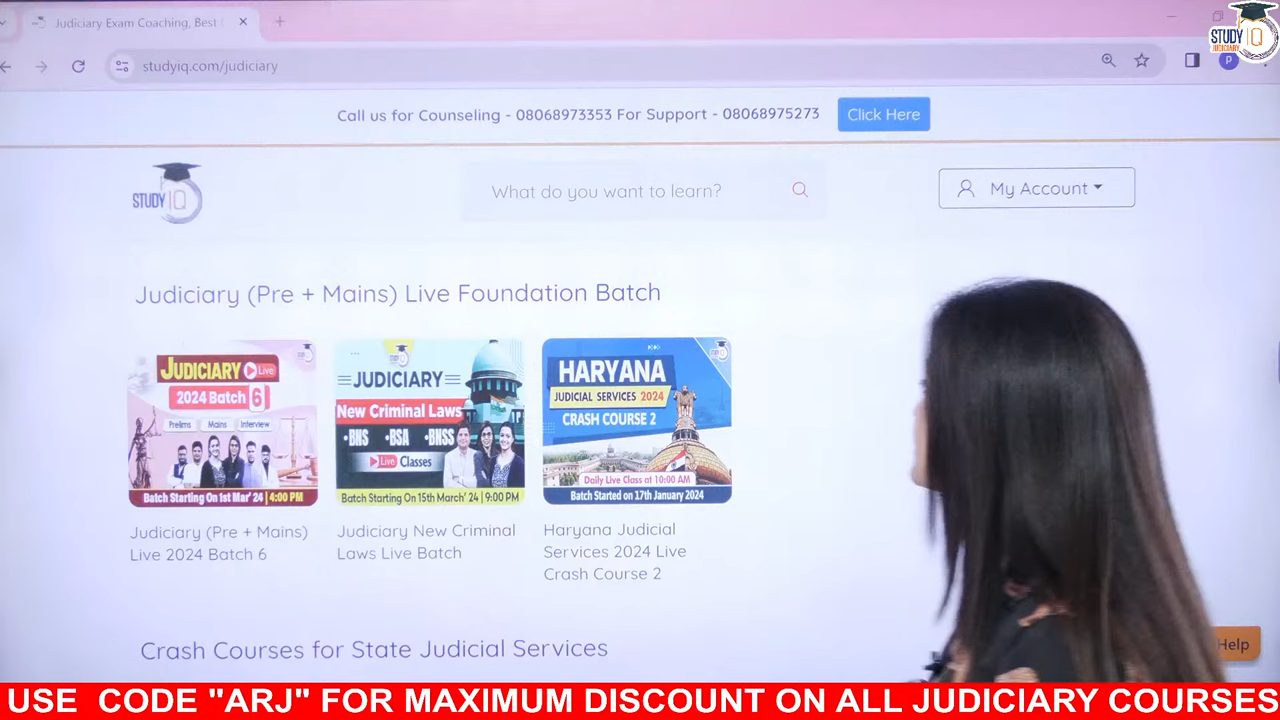 Judiciary Exam Coaching, Best
STUDY IQ
JUDICIARY
studyiq.com/judiciary
P
Call us for Counseling - 08068973353 For Support - 08068975273
Click Here
STUDY IQ
What do you want to learn?
My Account
Judiciary (Pre + Mains) Live Foundation Batch
JUDICIARY Live
2024 Batch 6
Prelims Mains Interview
Batch Starting On 1st Mar' 24 | 4:00 PM
JUDICIARY
New Criminal Laws
•BNS •BSA •BNSS
Live Classes
Batch Starting On 15th March' 24 | 9:00 PM
HARYANA
JUDICIAL SERVICES 2024
CRASH COURSE 2
Daily Live Class at 10:00 AM
Batch Started on 17th January 2024
Judiciary (Pre + Mains)
Live 2024 Batch 6
Judiciary New Criminal
Laws Live Batch
Haryana Judicial
Services 2024 Live
Crash Course 2
Crash Courses for State Judicial Services
Help
USE CODE "ARJ" FOR MAXIMUM DISCOUNT ON ALL JUDICIARY COURSES